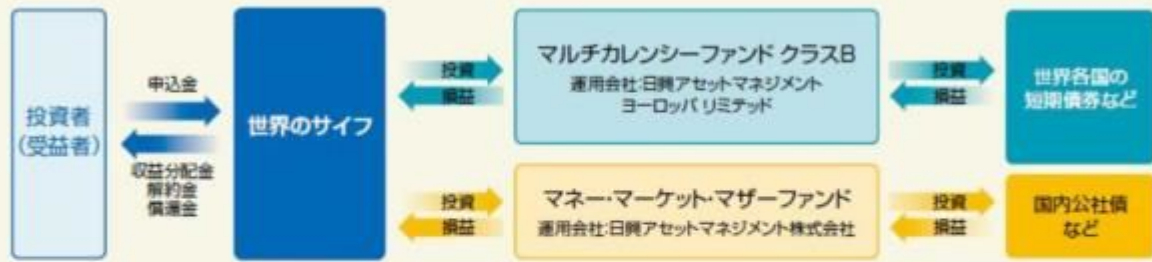 投資者
(受益者)
申込金
収益分配金
解約金
償還金
世界のサイフ
投資
損益
マルチカレンシーファンド クラスB
運用会社:日興アセットマネジメント
ヨーロッパ リミテッド
投資
損益
世界各国の
短期債券など
投資
損益
マネー・マーケット・マザーファンド
運用会社:日興アセットマネジメント株式会社
投資
損益
国内公社債
など